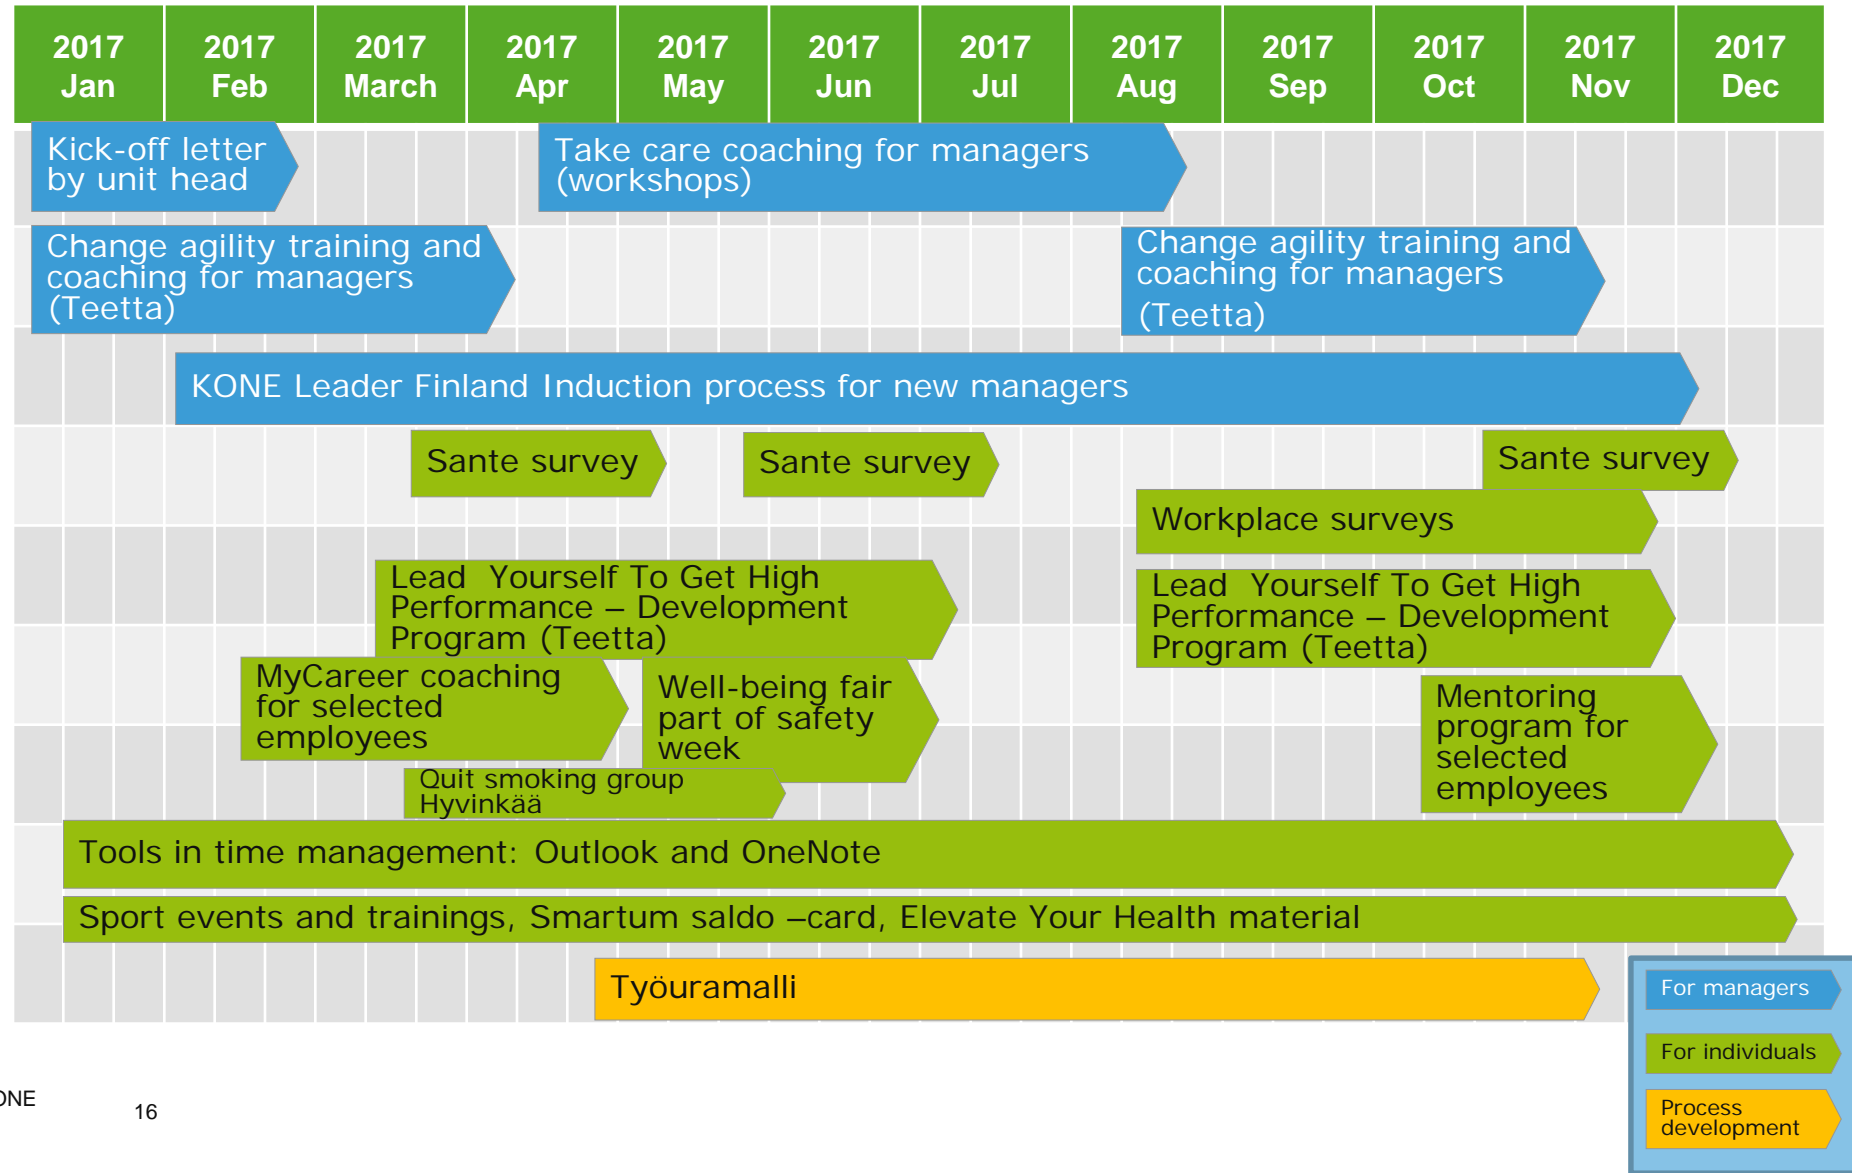 2017 Jan
2017 Feb
2017 March
2017 Apr
2017 May
2017 Jun
2017 Jul
2017 Aug
2017 Sep
2017 Oct
2017 Nov
2017 Dec
Kick-off letter
by unit head
Take care coaching for managers
(workshops)
Change agility training and
coaching for managers
(Teetta)
Change agility training and
coaching for managers
(Teetta)
KONE Leader Finland Induction process for new managers
Sante survey
Sante survey
Sante survey
Workplace surveys
Lead  Yourself To Get High
Performance – Development
Program (Teetta)
Lead  Yourself To Get High
Performance – Development
Program (Teetta)
MyCareer coaching
for selected
employees
Well-being fair
part of safety
week
Mentoring
program for
selected
employees
Quit smoking group
Hyvinkää
Tools in time management: Outlook and OneNote
Sport events and trainings, Smartum saldo –card, Elevate Your Health material
Työuramalli
For managers
For individuals
Process
development
ONE
16